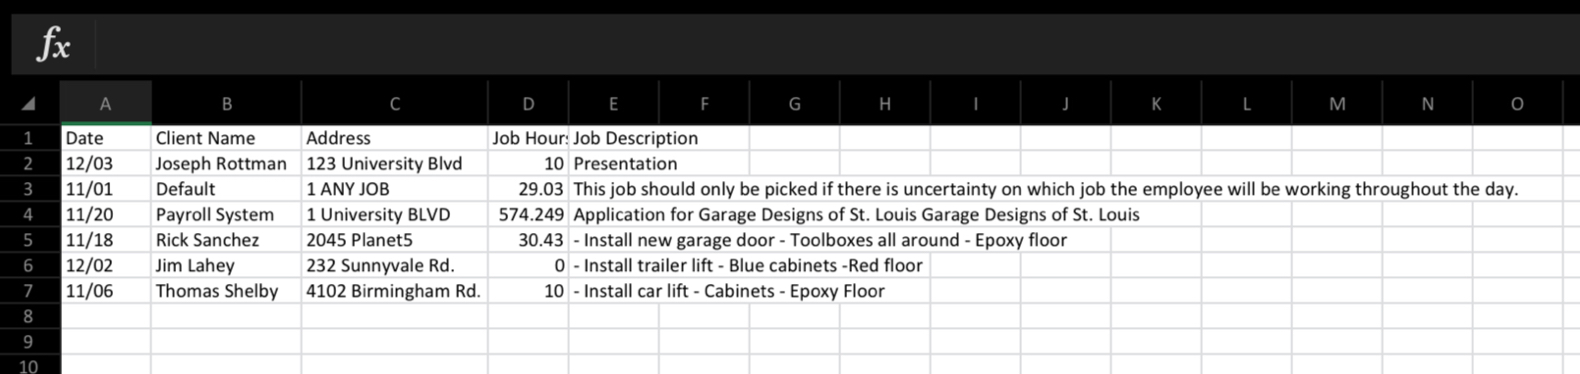 fx
A B C D E F G H I J K L M N O
1 Date Client Name Address Job Hour Job Description
2 12/03 Joseph Rottman 123 University Blvd 10 Presentation
3 11/01 Default 1 ANY JOB 29.03 This job should only be picked if there is uncertainty on which job the employee will be working throughout the day.
4 11/20 Payroll System 1 University BLVD 574.249 Application for Garage Designs of St. Louis Garage Designs of St. Louis
5 11/18 Rick Sanchez 2045 Planet5 30.43 - Install new garage door - Toolboxes all around - Epoxy floor
6 12/02 Jim Lahey 232 Sunnyvale Rd. 0 - Install trailer lift - Blue cabinets -Red floor
7 11/06 Thomas Shelby 4102 Birmingham Rd. 10 - Install car lift - Cabinets - Epoxy Floor
8
9
10